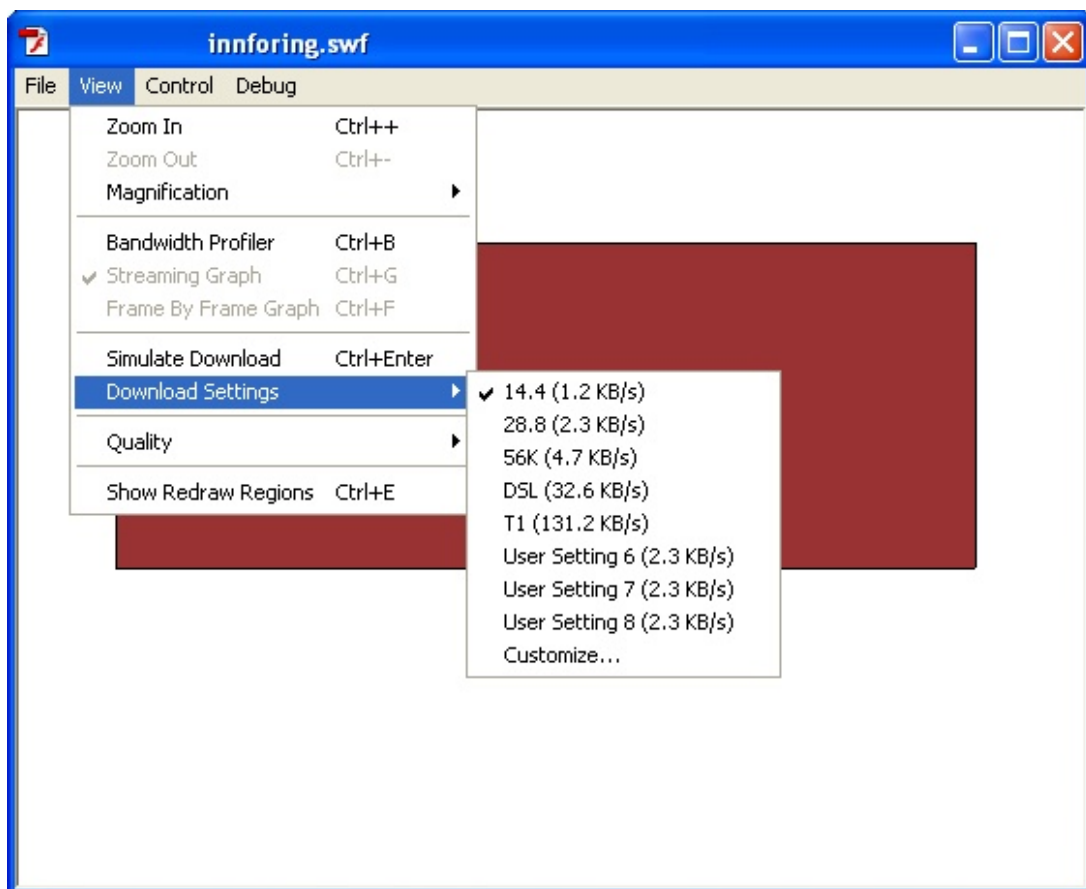 innforing.swf
File View Control Debug
Zoom In Ctrl++
Zoom Out Ctrl+-
Magnification
Bandwidth Profiler Ctrl+B
Streaming Graph Ctrl+G
Frame By Frame Graph Ctrl+F
Simulate Download Ctrl+Enter
Download Settings
Quality
Show Redraw Regions Ctrl+E
14.4 (1.2 KB/s)
28.8 (2.3 KB/s)
56K (4.7 KB/s)
DSL (32.6 KB/s)
T1 (131.2 KB/s)
User Setting 6 (2.3 KB/s)
User Setting 7 (2.3 KB/s)
User Setting 8 (2.3 KB/s)
Customize...